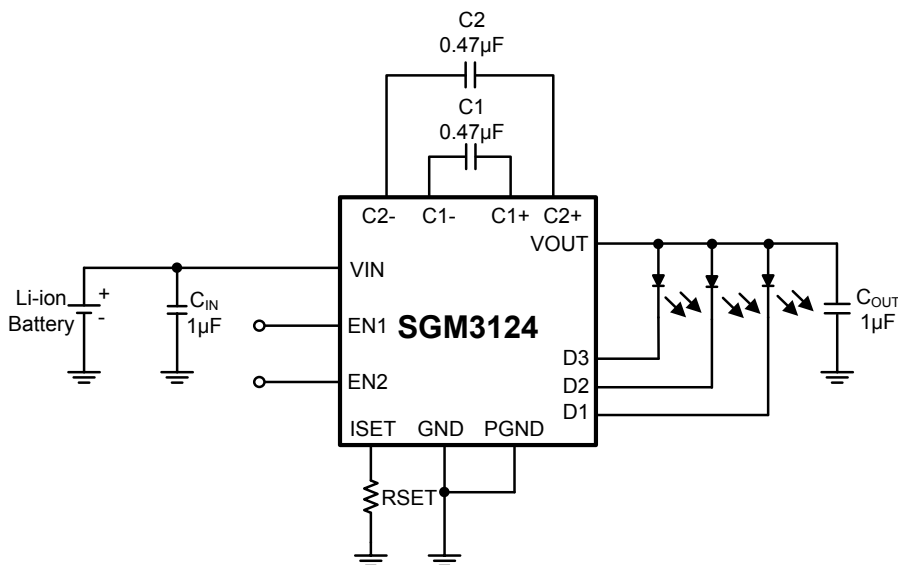 C2
0.47µF
C1
0.47µF
C2- C1- C1+ C2+
VOUT
VIN
Li-ion
Battery
+
-
CIN
1µF
EN1
SGM3124
COUT
1µF
EN2
D3
D2
D1
ISET GND PGND
RSET